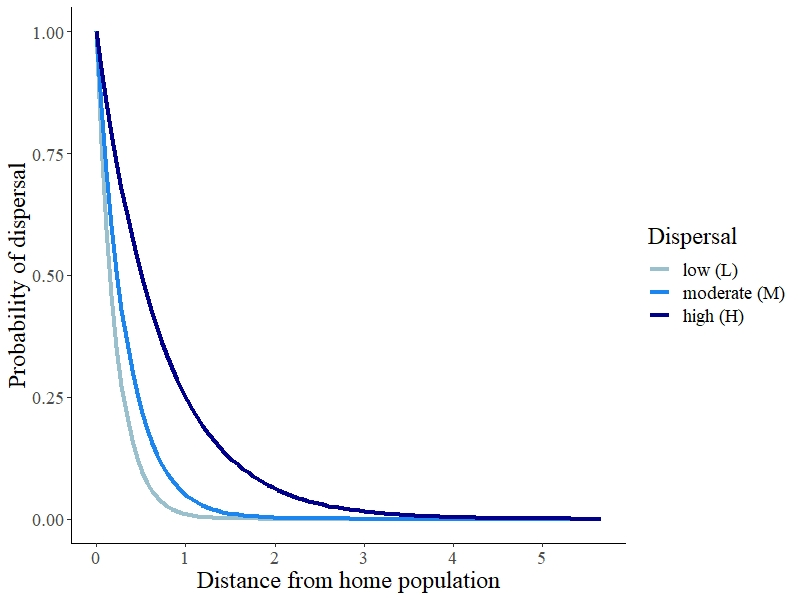 Probability of dispersal
1.00
0.75
0.50
0.25
0.00
0 1 2 3 4 5
Distance from home population
Dispersal
low (L)
moderate (M)
high (H)